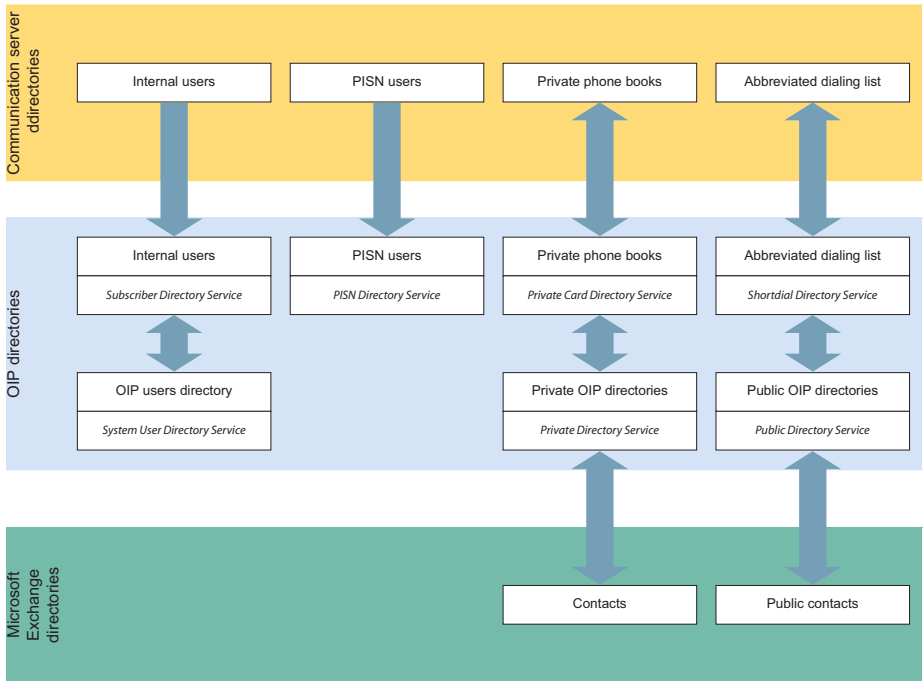 Communication server
ddirectories
Internal users
PISN users
Private phone books
Abbreviated dialing list
OIP directories
Internal users
PISN users
Private phone books
Abbreviated dialing list
Subscriber Directory Service
PISN Directory Service
Private Card Directory Service
Shortdial Directory Service
OIP users directory
Private OIP directories
Public OIP directories
System User Directory Service
Private Directory Service
Public Directory Service
Microsoft
Exchange
directories
Contacts
Public contacts